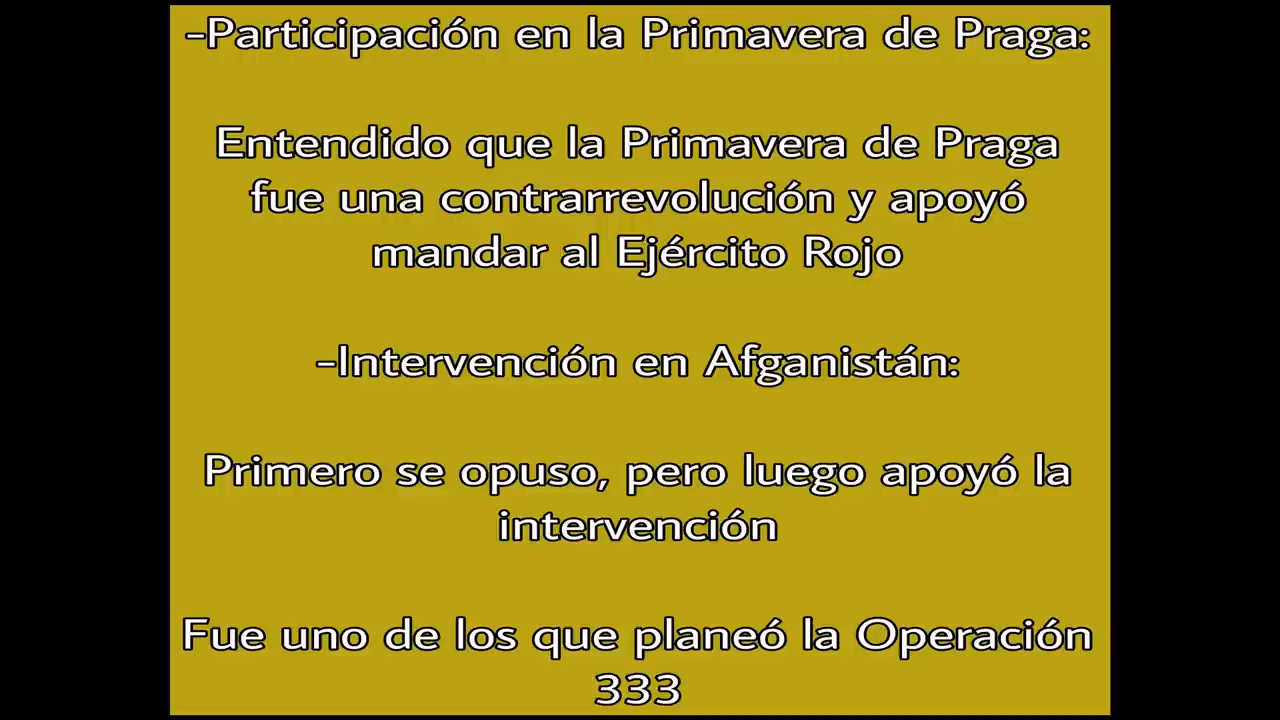 -Participación en la Primavera de Praga:
Entendido que la Primavera de Praga
fue una contrarrevolución y apoyó
mandar al Ejército Rojo
-Intervención en Afganistán:
Primero se opuso, pero luego apoyó la
intervención
Fue uno de los que planeó la Operación
333